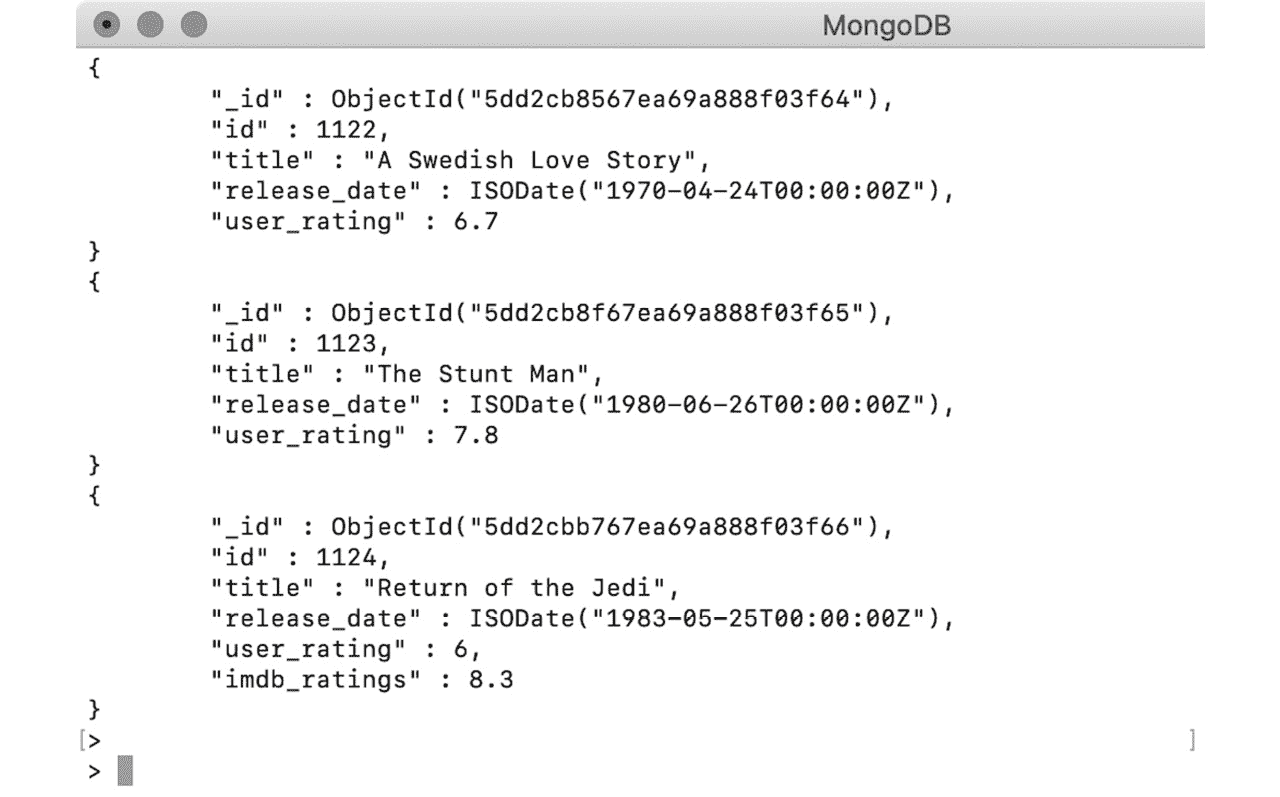 MongoDB
{
"_id" : ObjectId("5dd2cb8567ea69a888f03f64"),
"id" : 1122,
"title" : "A Swedish Love Story",
"release_date" : ISODate("1970-04-24T00:00:00Z"),
"user_rating" : 6.7
}
{
"_id" : ObjectId("5dd2cb8f67ea69a888f03f65"),
"id" : 1123,
"title" : "The Stunt Man",
"release_date" : ISODate("1980-06-26T00:00:00Z"),
"user_rating" : 7.8
}
{
"_id" : ObjectId("5dd2cbb767ea69a888f03f66"),
"id" : 1124,
"title" : "Return of the Jedi",
"release_date" : ISODate("1983-05-25T00:00:00Z"),
"user_rating" : 6,
"imdb_ratings" : 8.3
}
[> ]
>